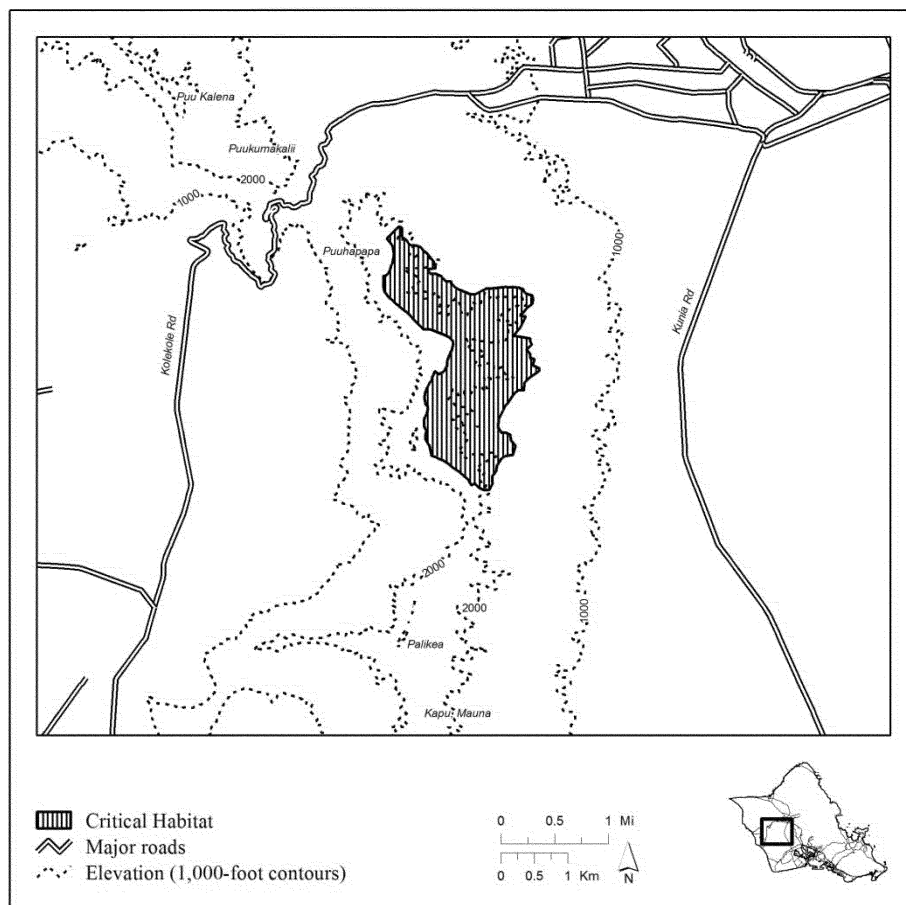 Puu Kalena
Puukumakalii
2000
1000
Puuhapapa
1000
Kolekole Rd
Kunia Rd
2000
2000
1000
Palikea
Kapu Mauna
Critical Habitat
Major roads
Elevation (1,000-foot contours)
0 0.5 1 Mi
0 0.5 1 Km
N